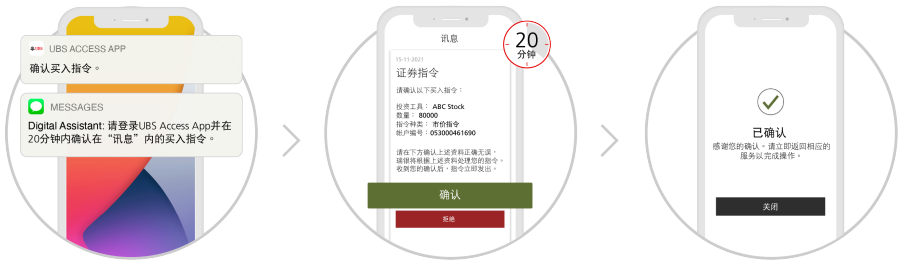 UBS
UBS ACCESS APP
确认买入指令。
MESSAGES
Digital Assistant: 请登录UBS Access App并在
20分钟内确认在“讯息”内的买入指令。
讯息
20
分钟
15-11-2021
证券指令
请确认以下买入指令：
投资工具： ABC Stock
数量： 80000
指令种类： 市价指令
帐户编号： 053000461690
请在下方确认上述资料正确无误，
瑞银将根据上述资料处理您的指令。
收到您的确认后，指令立即发出。
确认
拒绝
已确认
感谢您的确认。请立即返回相应的
服务以完成操作。
关闭